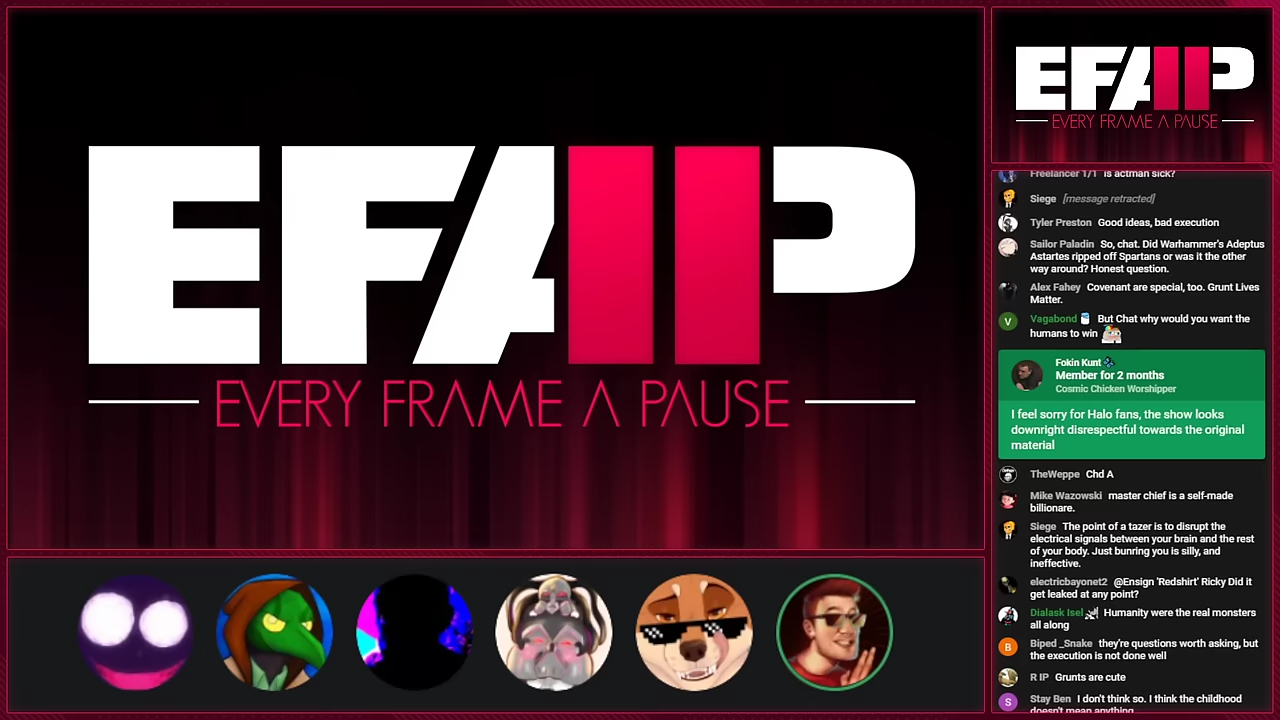 EFAP
EVERY FRAME A PAUSE
EFAP
EVERY FRAME A PAUSE
Freelancer 1/1 is actman sick?
Siege [message retracted]
Tyler Preston Good ideas, bad execution
Sailor Paladin So, chat. Did Warhammer's Adeptus
Astartes ripped off Spartans or was it the other
way around? Honest question.
Alex Fahey Covenant are special, too. Grunt Lives
Matter.
V
Vagabond But Chat why would you want the
humans to win
Fokin Kunt
Member for 2 months
Cosmic Chicken Worshipper
I feel sorry for Halo fans, the show looks
downright disrespectful towards the original
material
TheWeppe Chd A
Mike Wazowski master chief is a self-made
billionare.
Siege The point of a tazer is to disrupt the
electrical signals between your brain and the rest
of your body. Just bunring you is silly, and
ineffective.
electricbayonet2 @Ensign 'Redshirt' Ricky Did it
get leaked at any point?
Dialask Isel Humanity were the real monsters
all along
B
Biped _Snake they're questions worth asking, but
the execution is not done well
R IP Grunts are cute
S
Stay Ben I don't think so. I think the childhood
doesn't mean anything